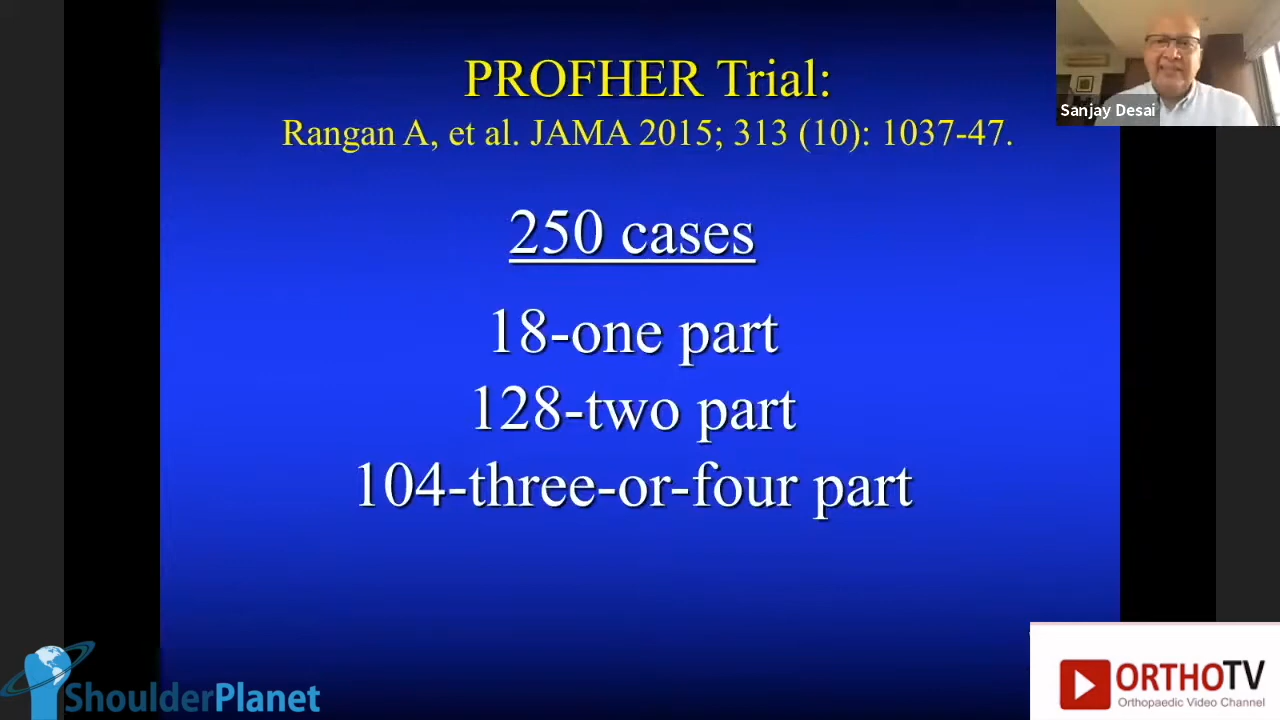 PROFHER Trial:
Rangan A, et al. JAMA 2015; 313 (10): 1037-47.
Sanjay Desai
250 cases
18-one part
128-two part
104-three-or-four part
ShoulderPlanet
ORTHOTV
Orthopaedic Video Channel